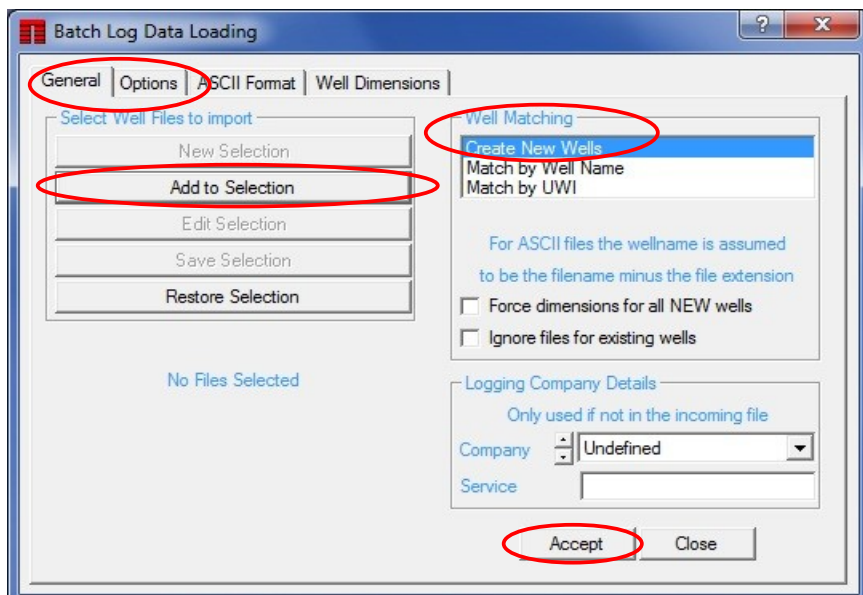 Batch Log Data Loading
?
X
General
Options
ASCII Format
Well Dimensions
Select Well Files to import
New Selection
Add to Selection
Edit Selection
Save Selection
Restore Selection
No Files Selected
Well Matching
Create New Wells
Match by Well Name
Match by UWI
For ASCII files the wellname is assumed
to be the filename minus the file extension
Force dimensions for all NEW wells
Ignore files for existing wells
Logging Company Details
Only used if not in the incoming file
Company
Undefined
Service
Accept
Close